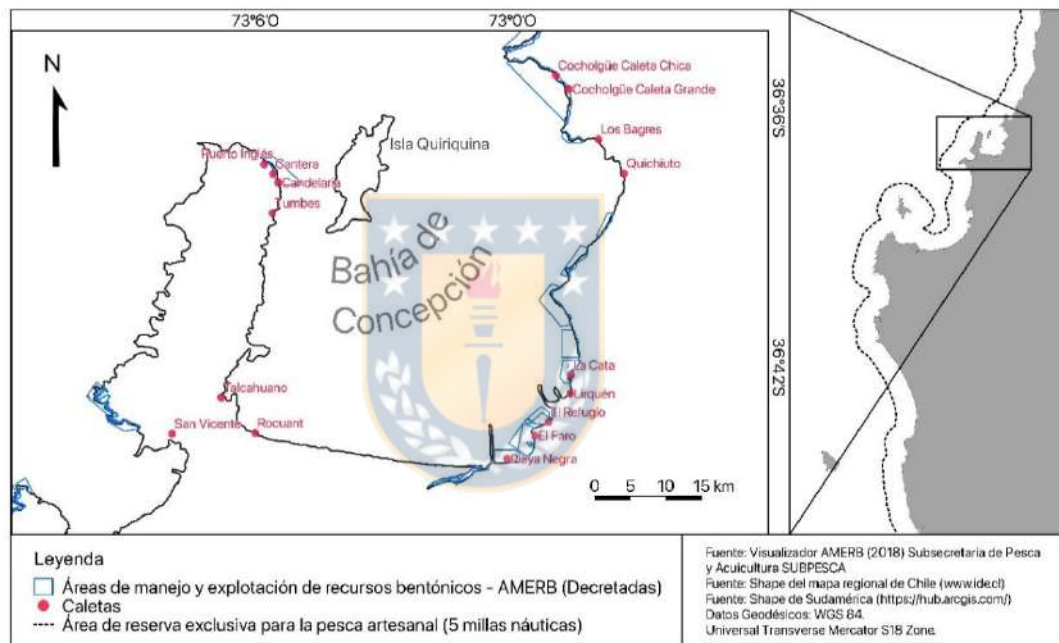 73°6'0
73°0'0
N
Cocholgüe Caleta Chica
Cocholgüe Caleta Grande
36°36'S
Los Bagres
Isla Quiriquina
Puerto Inglés
Cantera
Quichiuto
Candelaria
Tumbes
Bahía de
Concepción
La Cata
36°42'S
Talcahuano
Lirquén
El Refugio
San Vicente
Rocuant
El Faro
Playa Negra
0 5 10 15 km
Leyenda
Áreas de manejo y explotación de recursos bentónicos - AMERB (Decretadas)
Caletas
Área de reserva exclusiva para la pesca artesanal (5 millas náuticas)
Fuente: Visualizador AMERB (2018) Subsecretaria de Pesca
y Acuicultura SUBPESCA
Fuente: Shape del mapa regional de Chile (www.ide.cl)
Fuente: Shape de Sudamérica (https://hub.arcgis.com/)
Datos Geodésicos: WGS 84.
Universal Transverse Mercator S18 Zone.